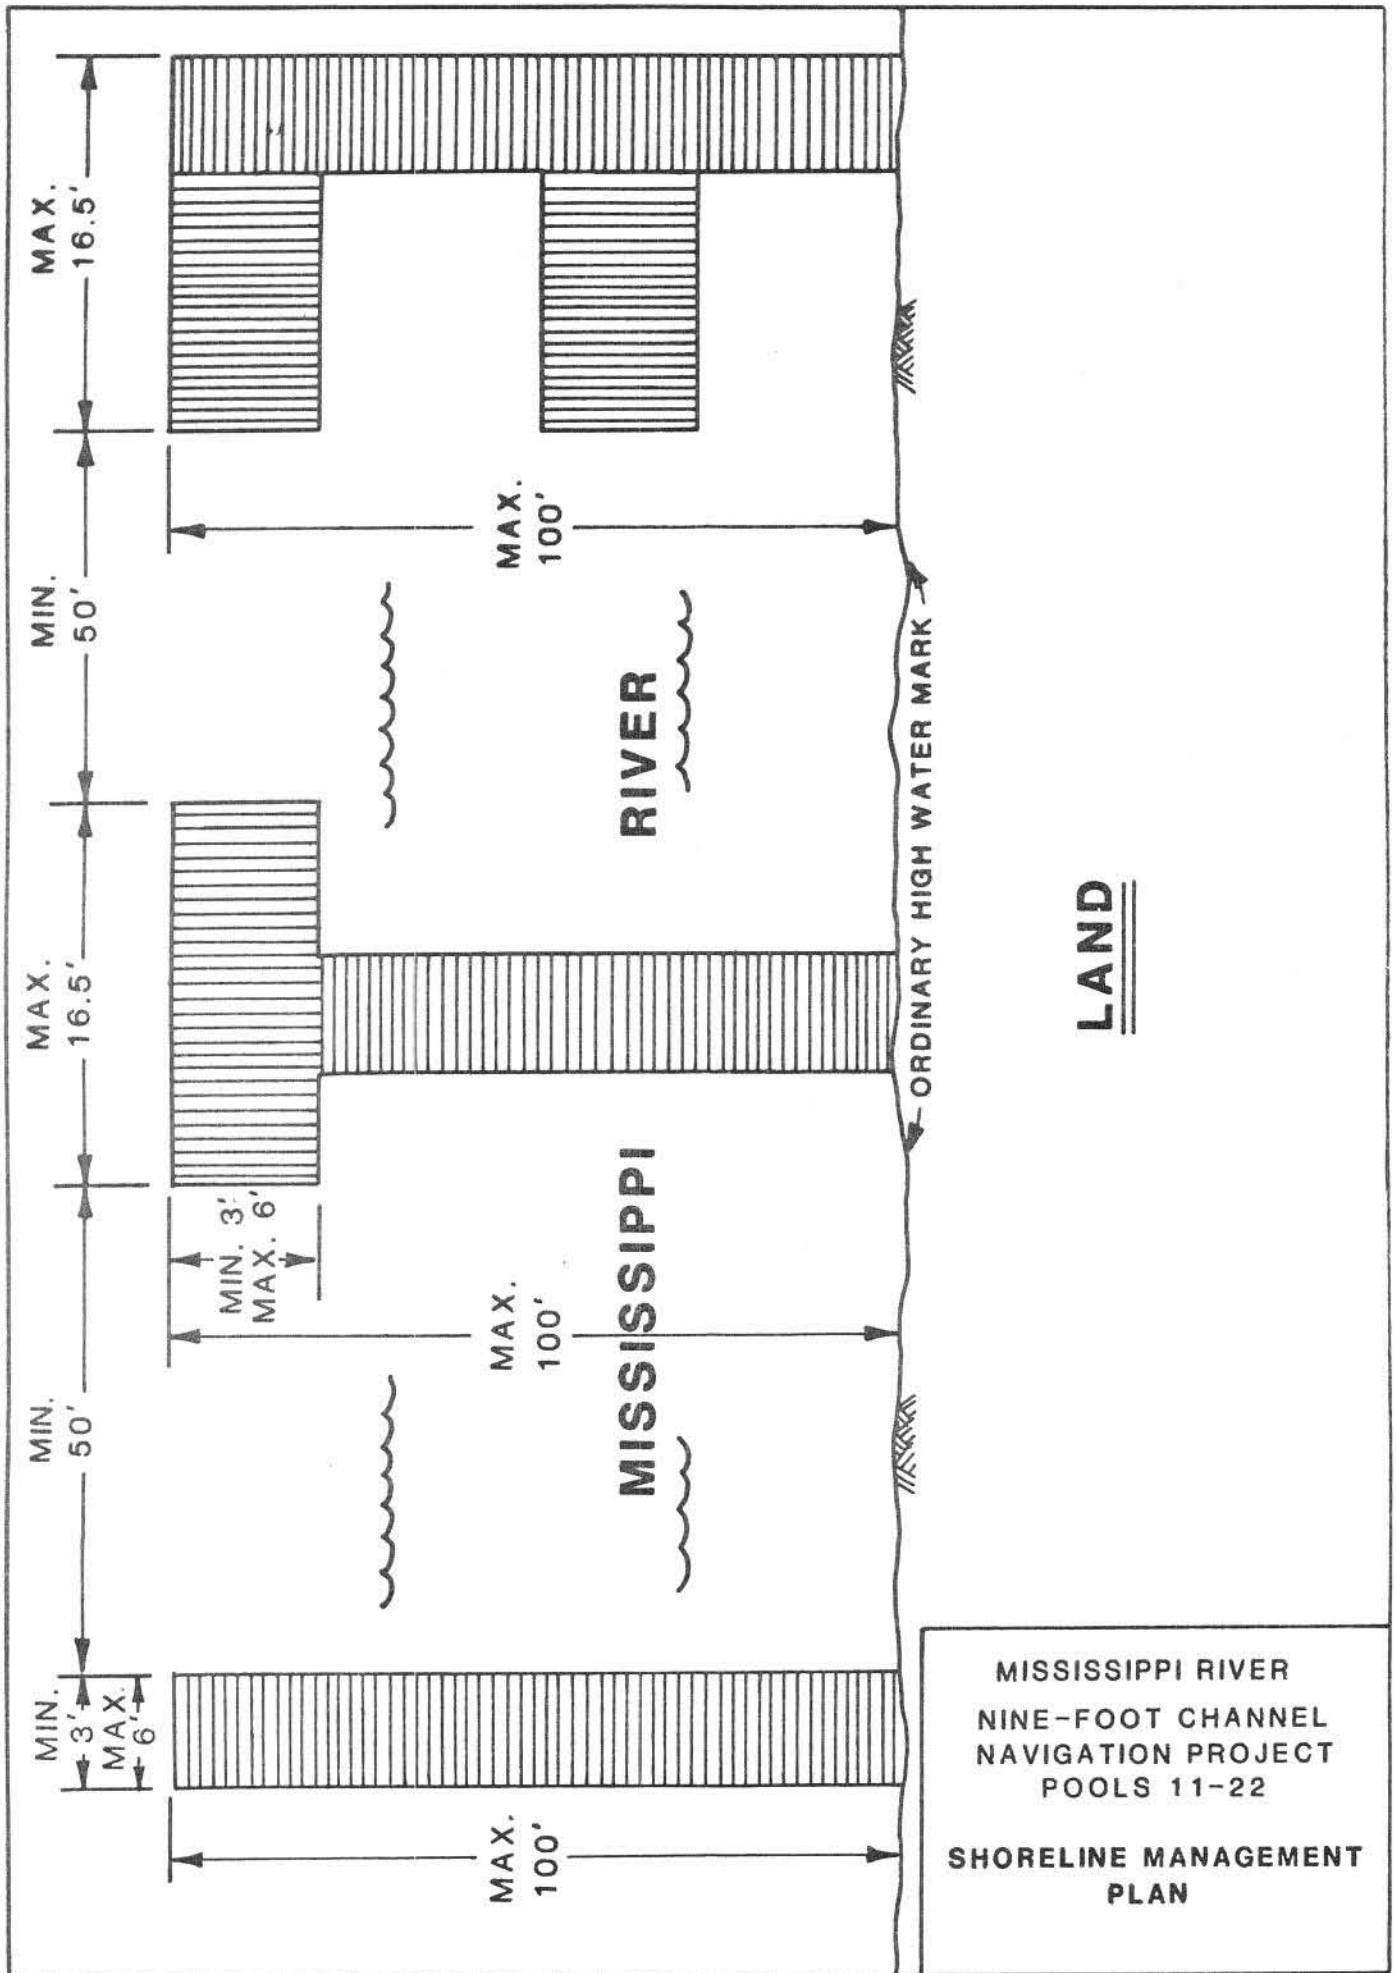 MAX.
16.5'
MIN.
50'
MAX.
16.5'
MIN.
50'
MIN.
3'
MAX.
6'
MAX.
100'
MIN. 3'
MAX. 6'
MAX.
100'
MAX.
100'
MISSISSIPPI RIVER
ORDINARY HIGH WATER MARK
LAND
MISSISSIPPI RIVER
NINE-FOOT CHANNEL
NAVIGATION PROJECT
POOLS 11-22
SHORELINE MANAGEMENT
PLAN